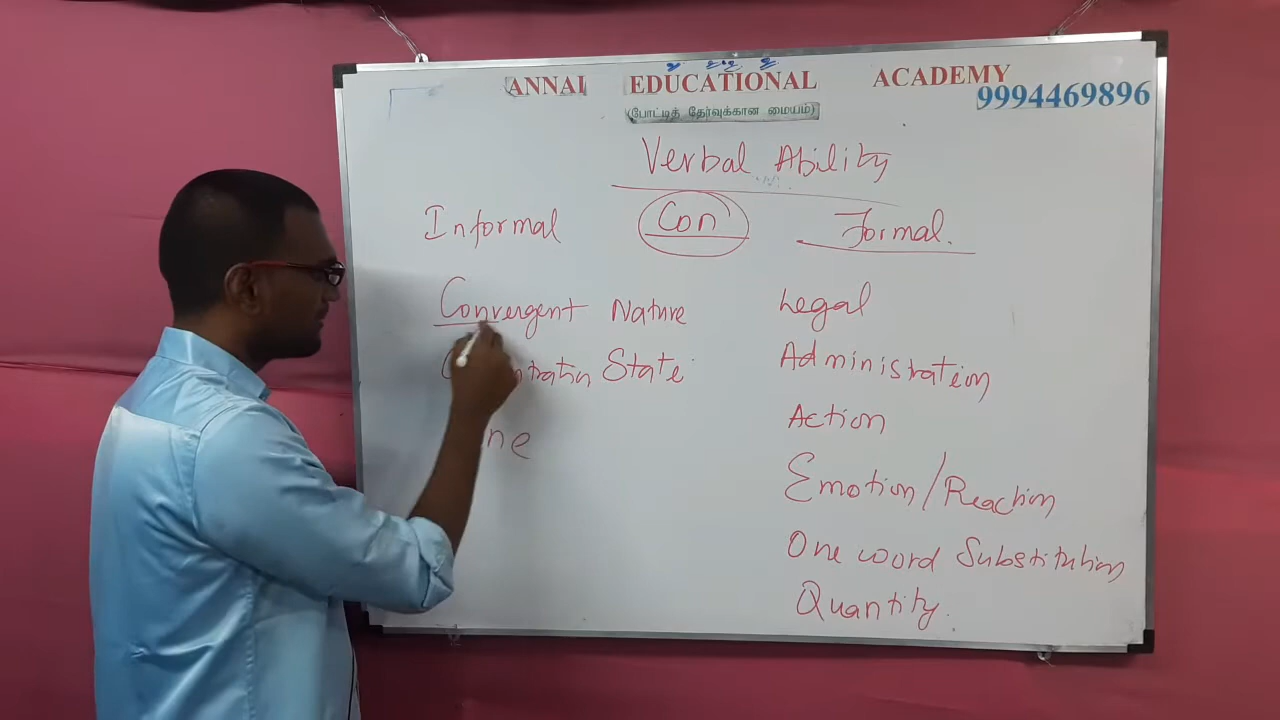 ANNAI EDUCATIONAL ACADEMY
9994469896
(போட்டித் தேர்வுக்கான மையம்)
Verbal Ability
Informal Con Formal.
Convergent Nature
State
Legal
Administration
Action
Emotion/Reaction
One word Substitution
Quantity.